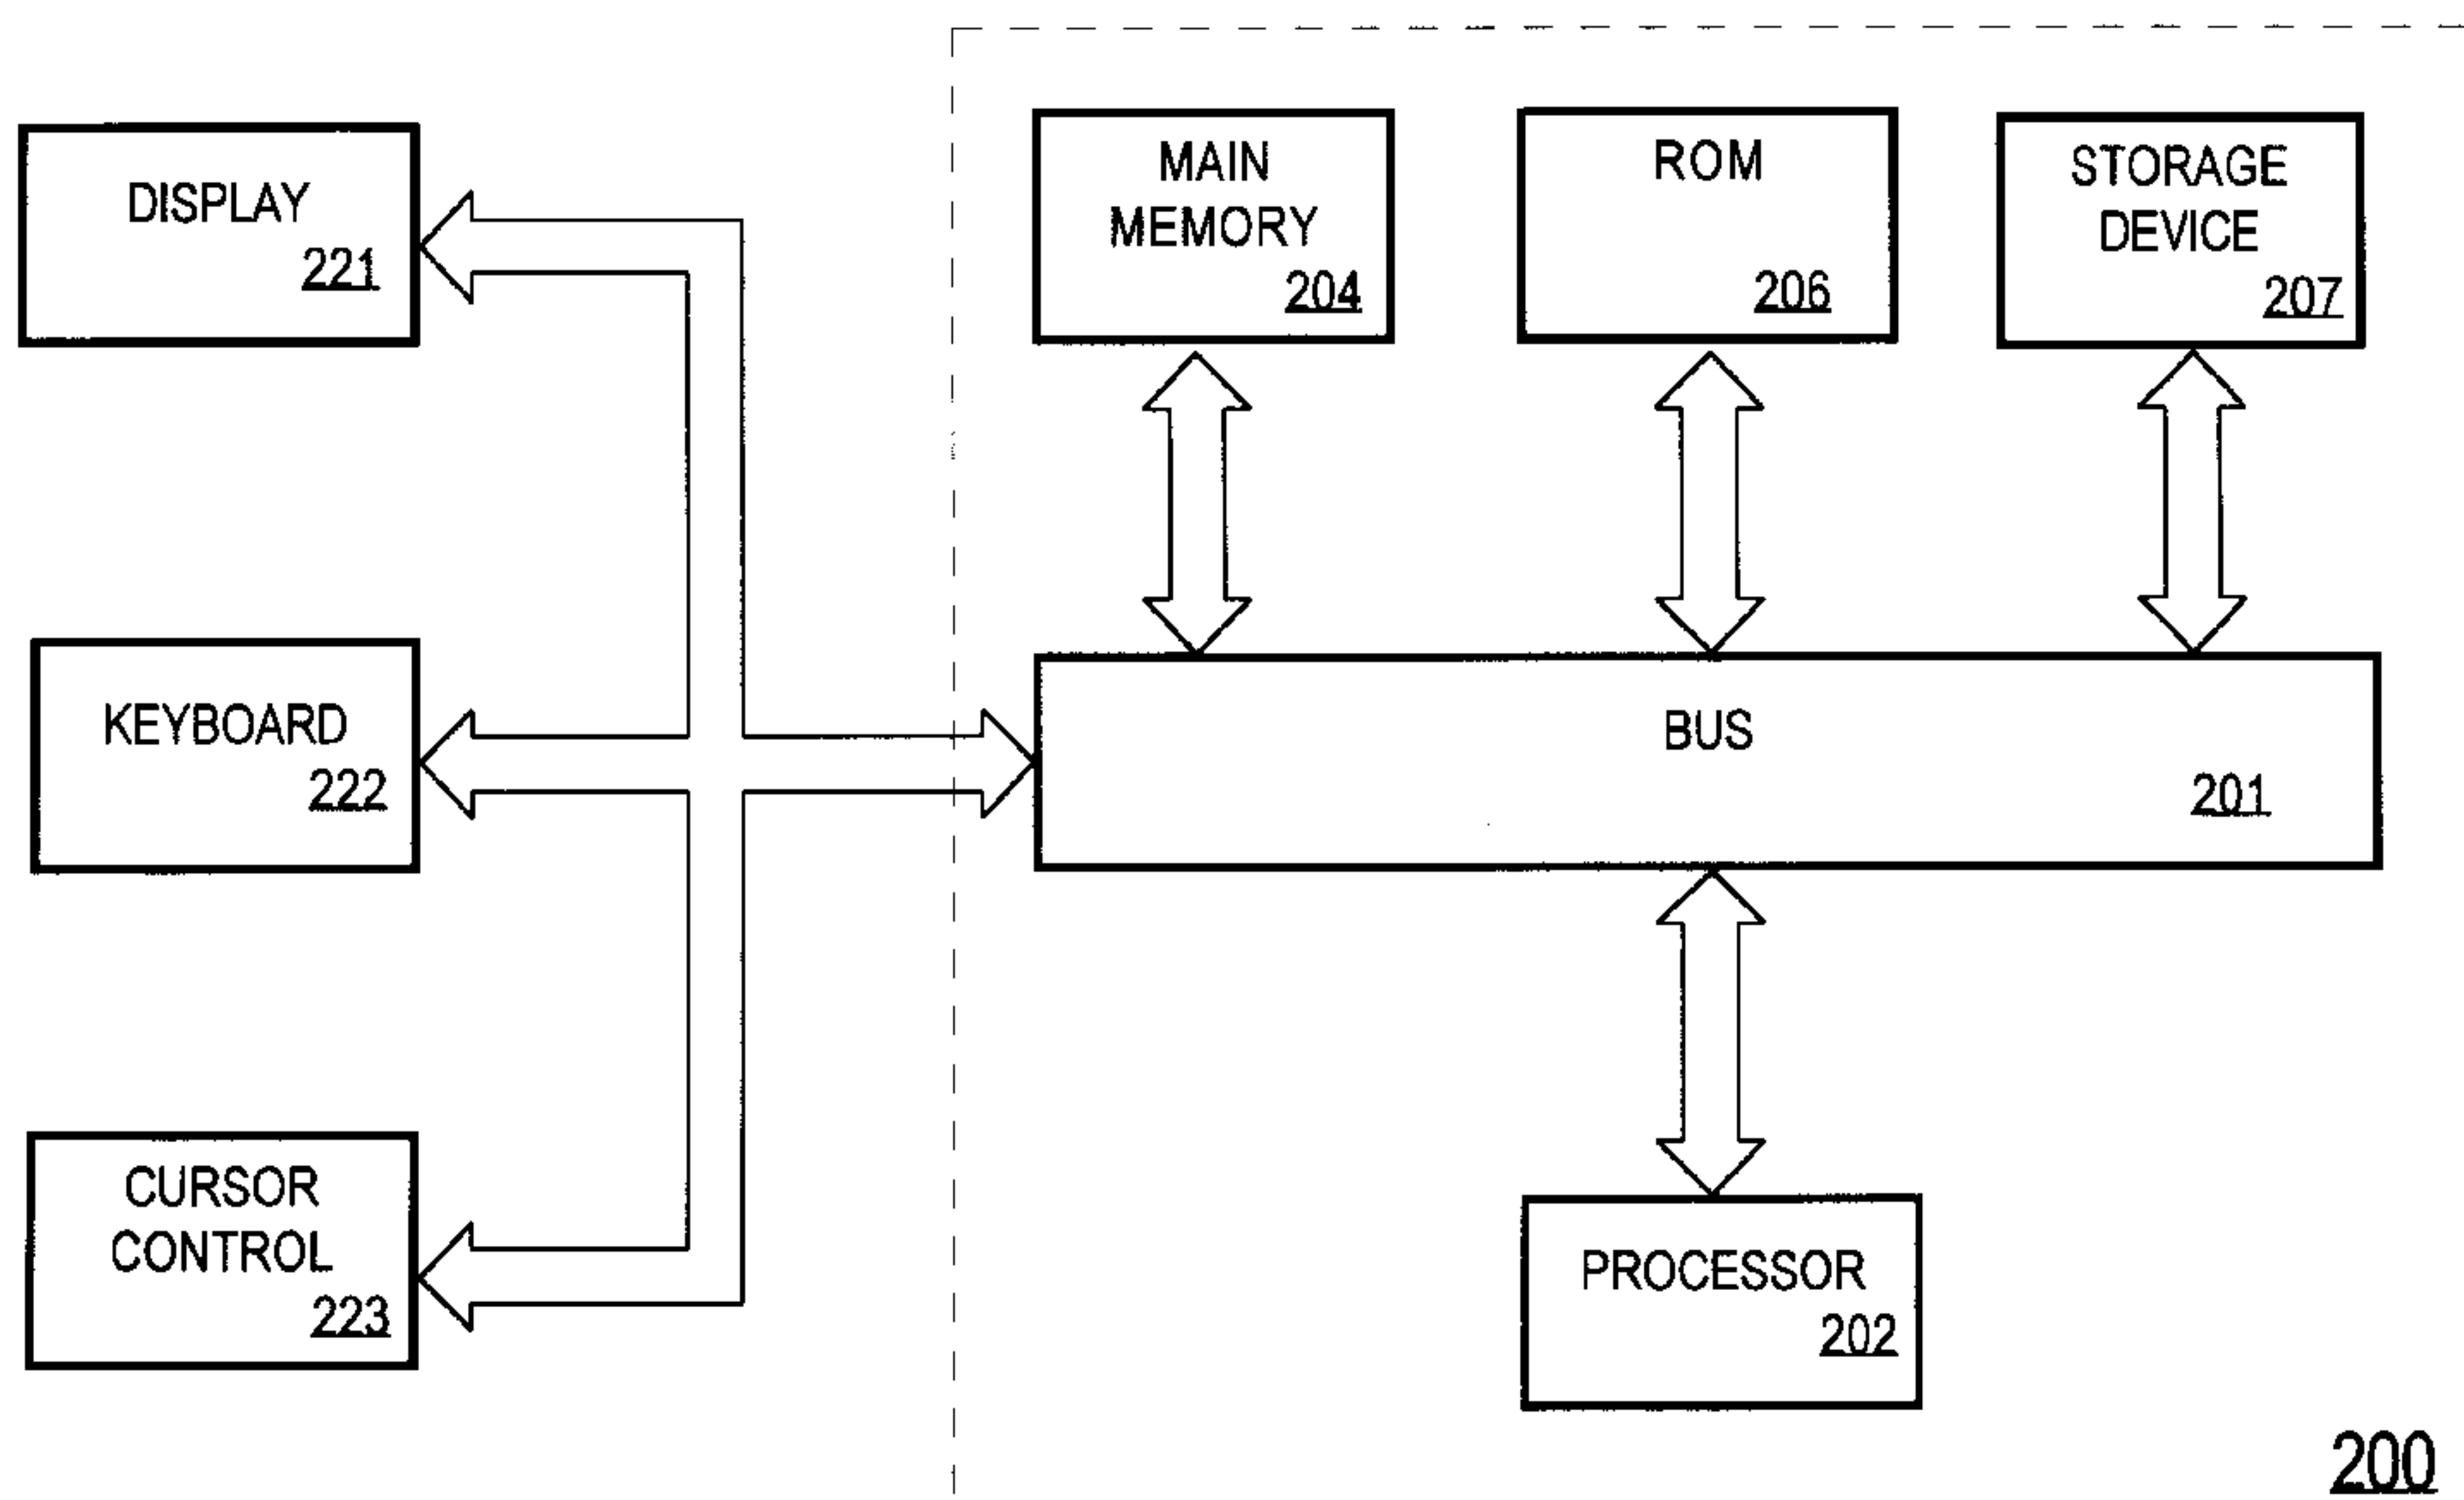 DISPLAY
221
MAIN
MEMORY
204
ROM
206
STORAGE
DEVICE
207
KEYBOARD
222
BUS
201
CURSOR
CONTROL
223
PROCESSOR
202
200